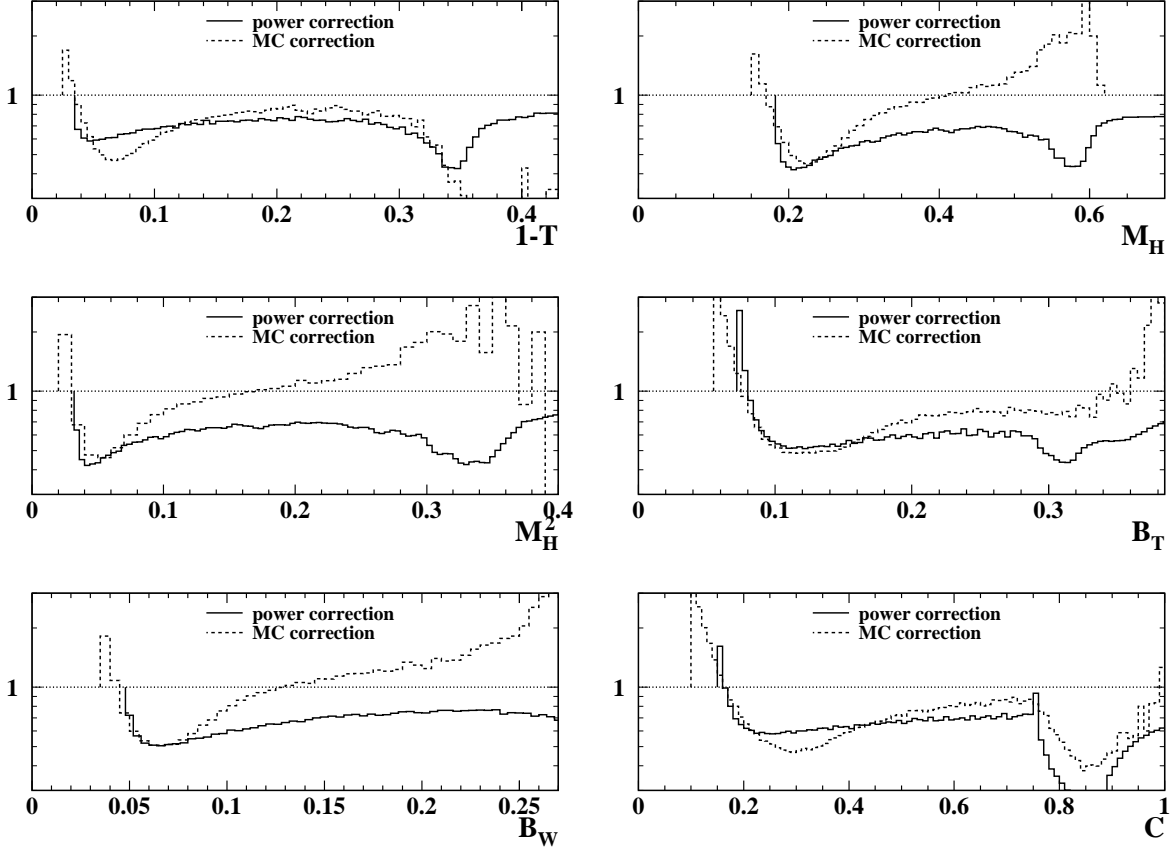 power correction
MC correction
1
0 0.1 0.2 0.3 0.4
1-T
power correction
MC correction
1
0 0.2 0.4 0.6
M_H
power correction
MC correction
1
0 0.1 0.2 0.3 0.4
M_H^2
power correction
MC correction
1
0 0.1 0.2 0.3
B_T
power correction
MC correction
1
0 0.05 0.1 0.15 0.2 0.25
B_W
power correction
MC correction
1
0 0.2 0.4 0.6 0.8 1
C